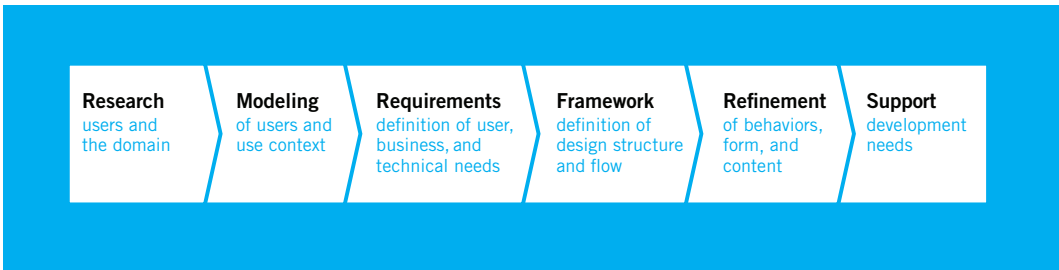 Research
users and
the domain
Modeling
of users and
use context
Requirements
definition of user,
business, and
technical needs
Framework
definition of
design structure
and flow
Refinement
of behaviors,
form, and
content
Support
development
needs